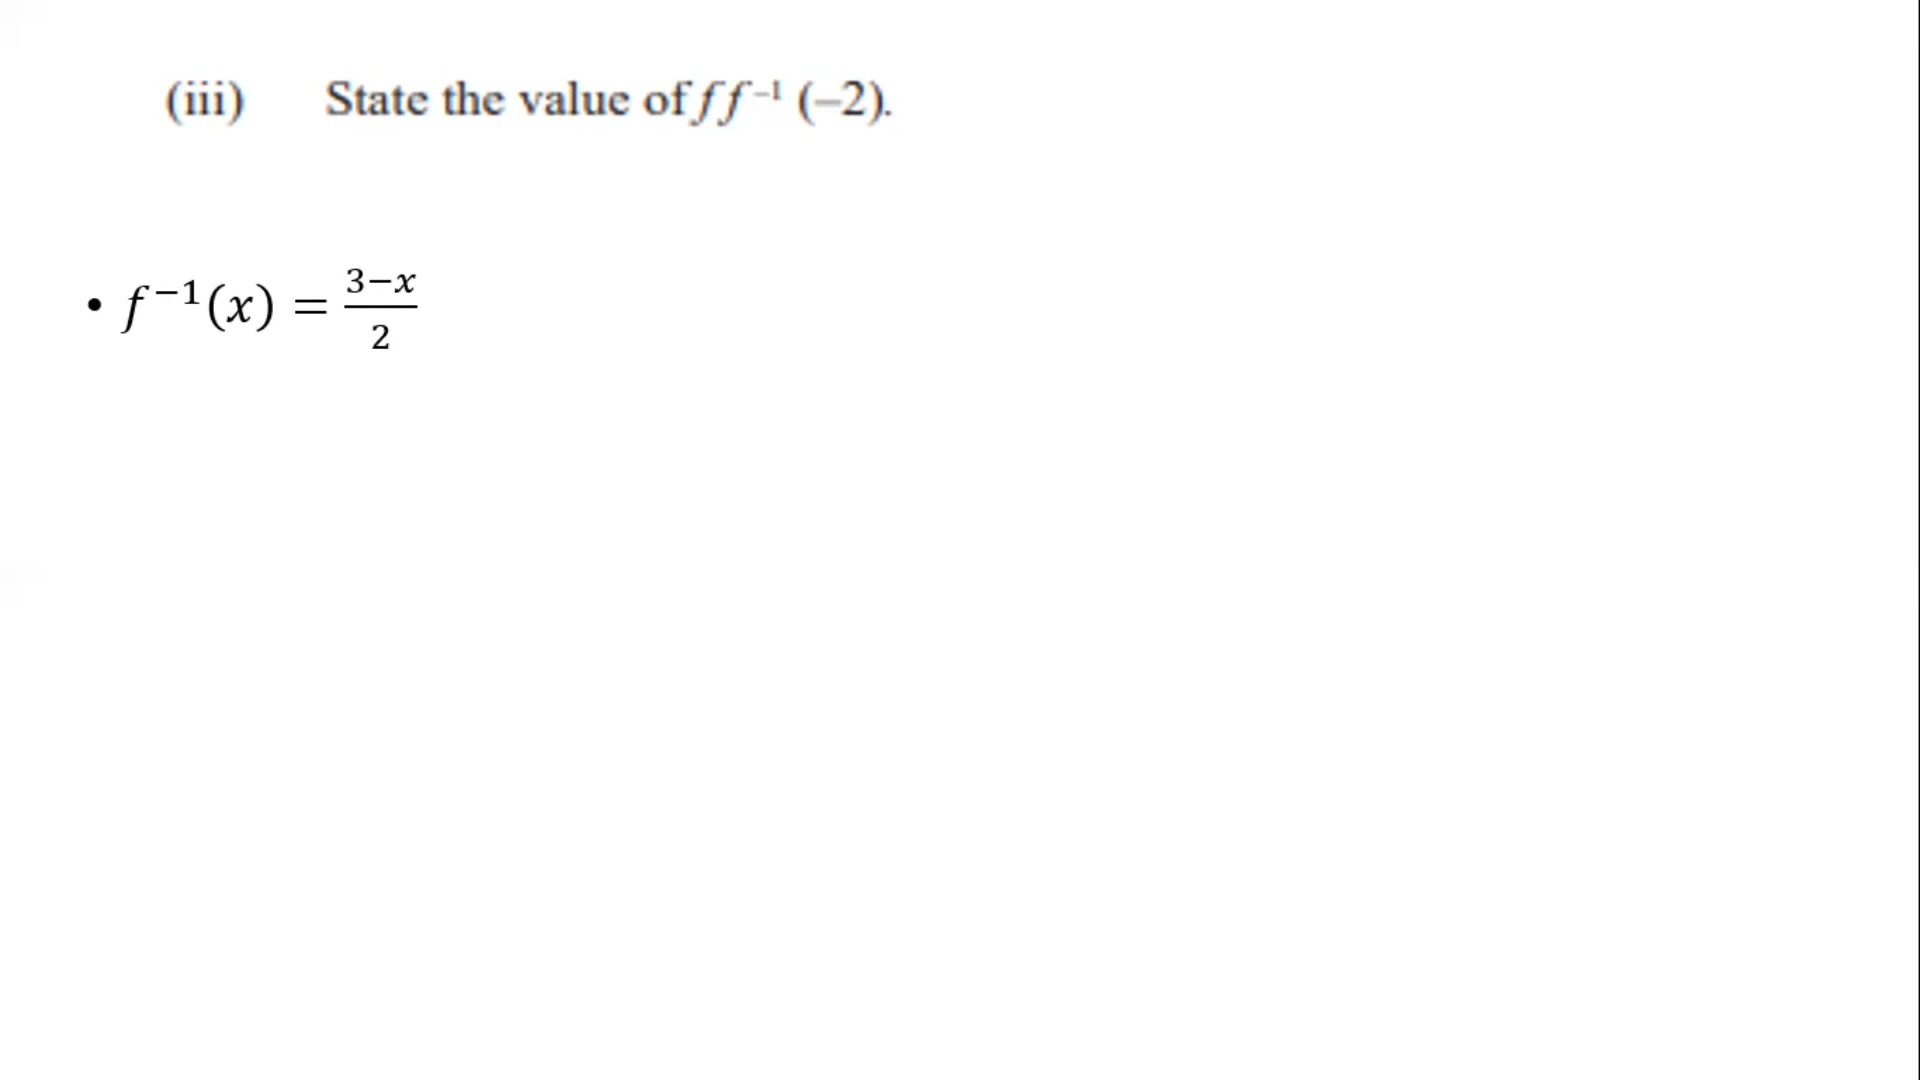 (iii) State the value of ff⁻¹ (–2).
• f⁻¹(x) = (3−x)/2